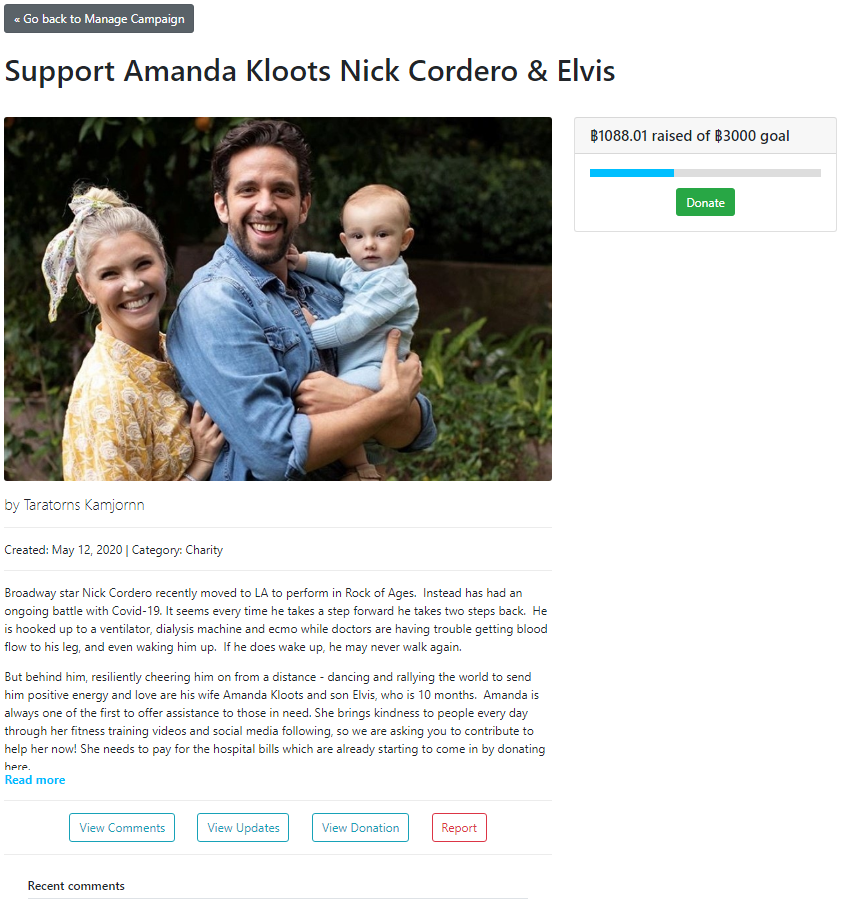 « Go back to Manage Campaign
Support Amanda Kloots Nick Cordero & Elvis
฿1088.01 raised of ฿3000 goal
Donate
by Taratorns Kamjornn
Created: May 12, 2020 | Category: Charity
Broadway star Nick Cordero recently moved to LA to perform in Rock of Ages.  Instead has had an
ongoing battle with Covid-19. It seems every time he takes a step forward he takes two steps back.  He
is hooked up to a ventilator, dialysis machine and ecmo while doctors are having trouble getting blood
flow to his leg, and even waking him up.  If he does wake up, he may never walk again.
But behind him, resiliently cheering him on from a distance - dancing and rallying the world to send
him positive energy and love are his wife Amanda Kloots and son Elvis, who is 10 months.  Amanda is
always one of the first to offer assistance to those in need. She brings kindness to people every day
through her fitness training videos and social media following, so we are asking you to contribute to
help her now! She needs to pay for the hospital bills which are already starting to come in by donating
here.
Read more
View Comments
View Updates
View Donation
Report
Recent comments